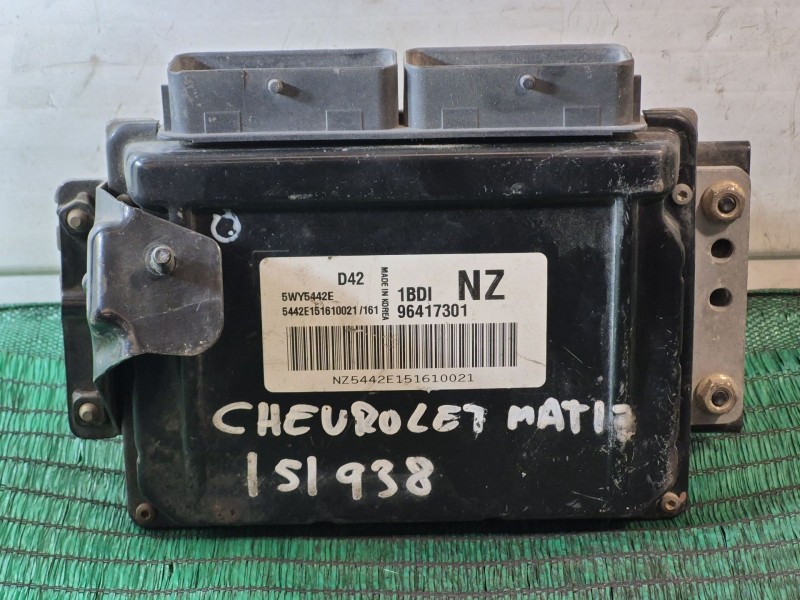 D42
5WY5442E
5442E151610021/161
MADE IN KOREA
1BDI NZ
96417301
NZ5442E151610021
CHEVROLET MATIZ
151938